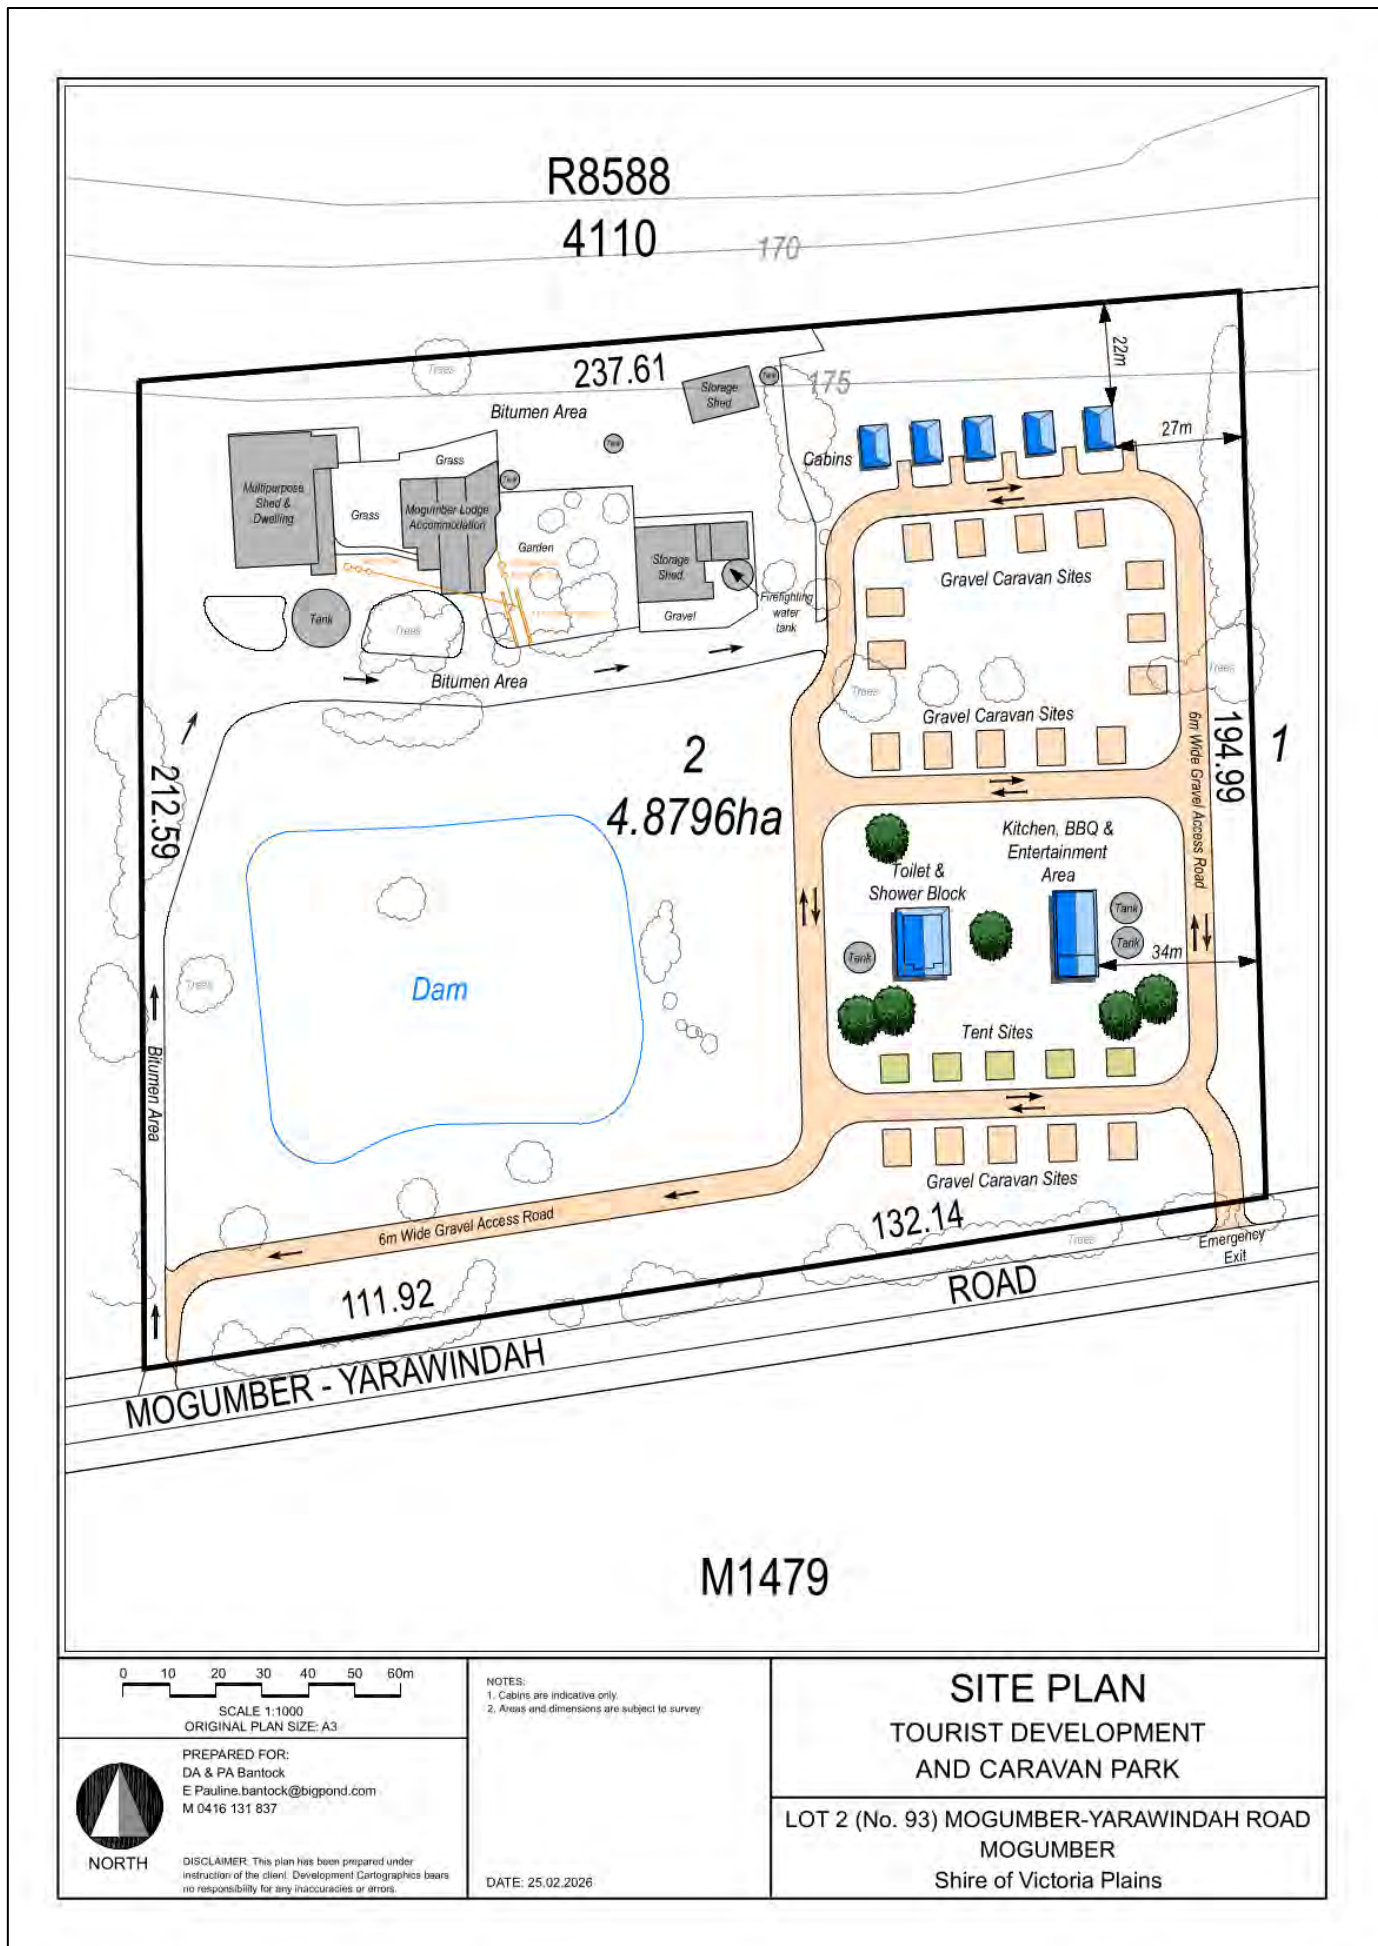 R8588
4110
170
22m
237.61
Trees
Storage
Shed
Tank
175
Bitumen Area
27m
Cabins
Tank
Grass
Multipurpose
Shed &
Dwelling
Grass
Mogumber Lodge
Accommodation
Tank
Garden
Storage
Shed
Gravel Caravan Sites
Firefighting
water
tank
Gravel
Tank
Trees
Bitumen Area
Trees
Trees
Gravel Caravan Sites
6m Wide Gravel Access Road
194.99
1
2
4.8796ha
212.59
Kitchen, BBQ &
Entertainment
Area
Toilet &
Shower Block
Tank
Tank
Tank
34m
Trees
Dam
Tent Sites
Bitumen Area
Gravel Caravan Sites
6m Wide Gravel Access Road
132.14
Trees
Emergency
Exit
111.92
MOGUMBER - YARAWINDAH
ROAD
M1479
0 10 20 30 40 50 60m
SCALE 1:1000
ORIGINAL PLAN SIZE: A3
PREPARED FOR:
DA & PA Bantock
E Pauline.bantock@bigpond.com
M 0416 131 837
NORTH
DISCLAIMER: This plan has been prepared under
instruction of the client. Development Cartographics bears
no responsibility for any inaccuracies or errors.
NOTES:
1. Cabins are indicative only.
2. Areas and dimensions are subject to survey
DATE: 25.02.2026
SITE PLAN
TOURIST DEVELOPMENT
AND CARAVAN PARK
LOT 2 (No. 93) MOGUMBER-YARAWINDAH ROAD
MOGUMBER
Shire of Victoria Plains